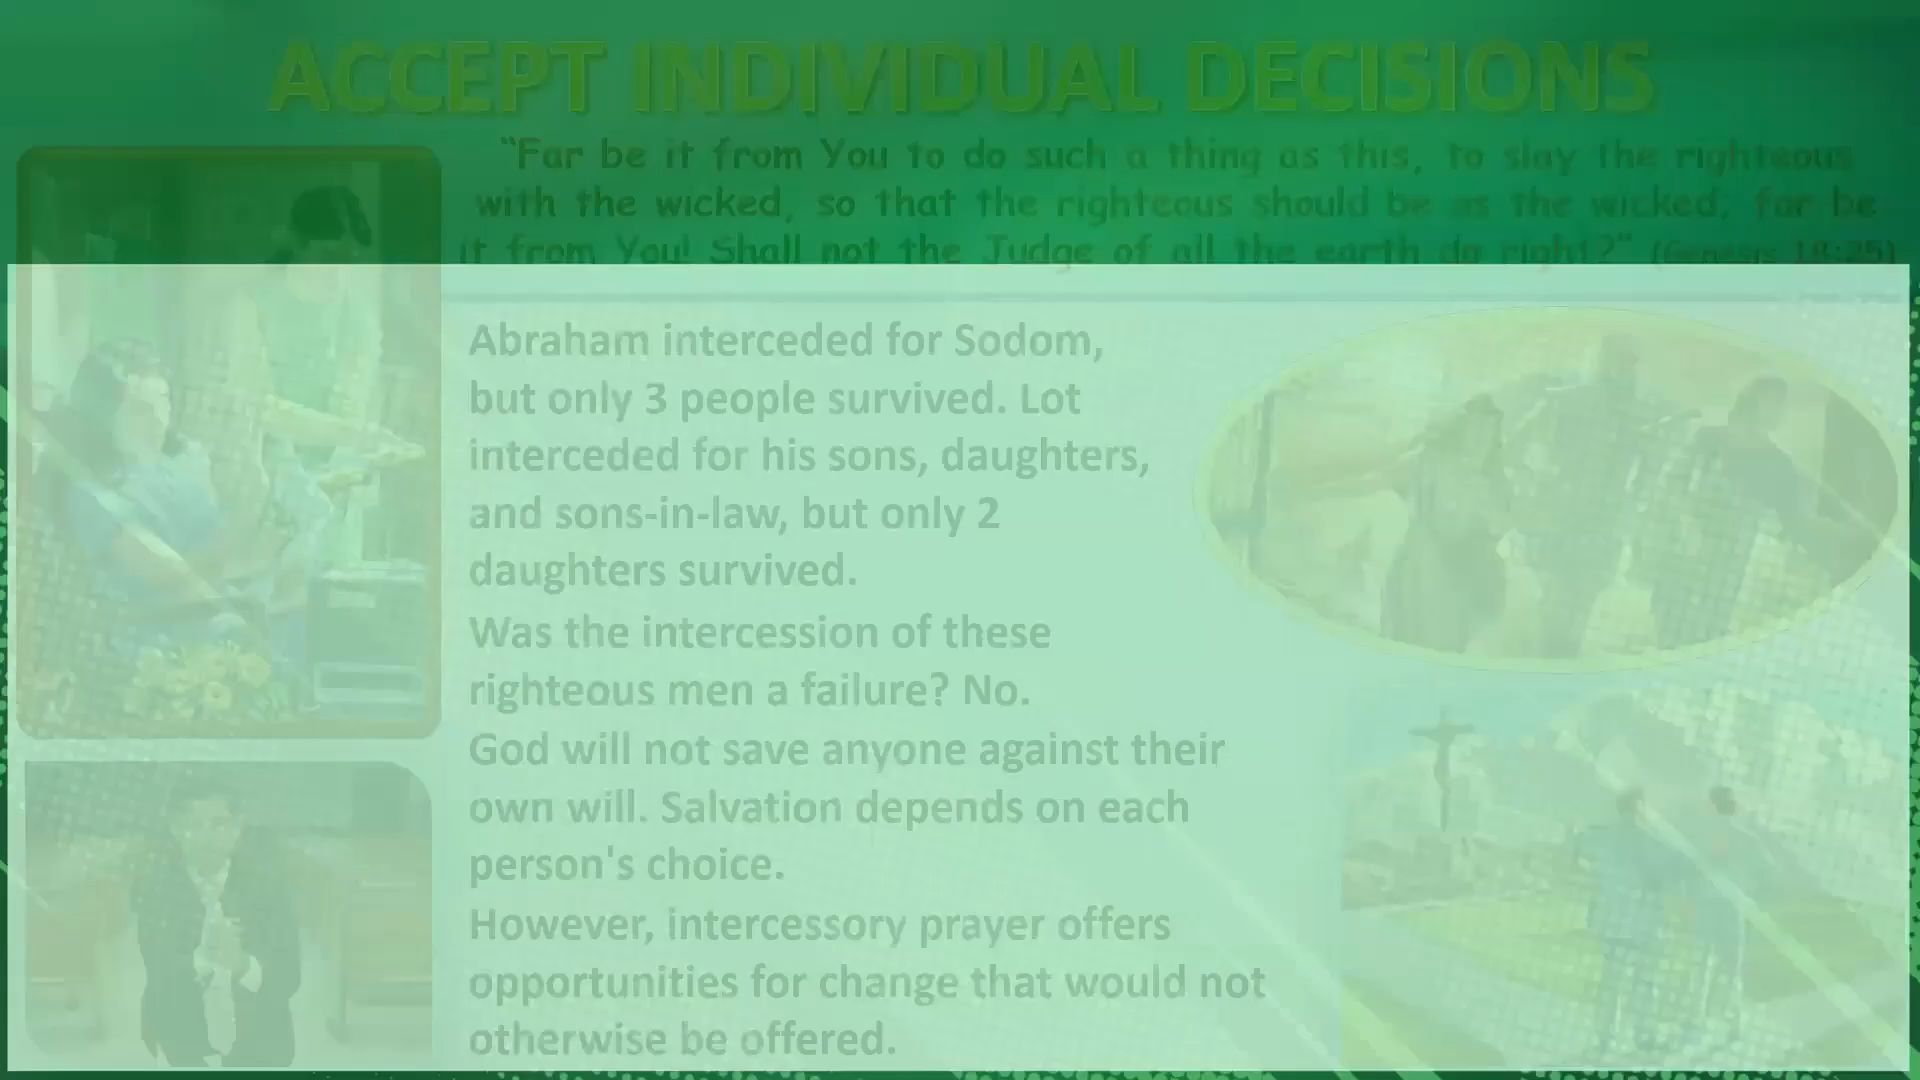 ACCEPT INDIVIDUAL DECISIONS
"Far be it from You to do such a thing as this, to slay the righteous
with the wicked, so that the righteous should be as the wicked; far be
it from You! Shall not the Judge of all the earth do right?" (Genesis 18:25)
Abraham interceded for Sodom,
but only 3 people survived. Lot
interceded for his sons, daughters,
and sons-in-law, but only 2
daughters survived.
Was the intercession of these
righteous men a failure? No.
God will not save anyone against their
own will. Salvation depends on each
person's choice.
However, intercessory prayer offers
opportunities for change that would not
otherwise be offered.